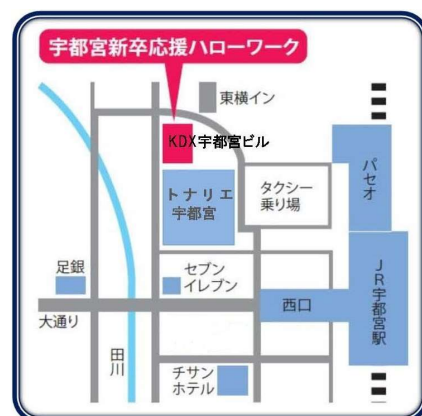 宇都宮新卒応援ハローワーク
東横イン
KDX宇都宮ビル
パセオ
トナリエ
宇都宮
タクシー
乗り場
足銀
セブン
イレブン
JR宇都宮駅
西口
大通り
田川
チサン
ホテル